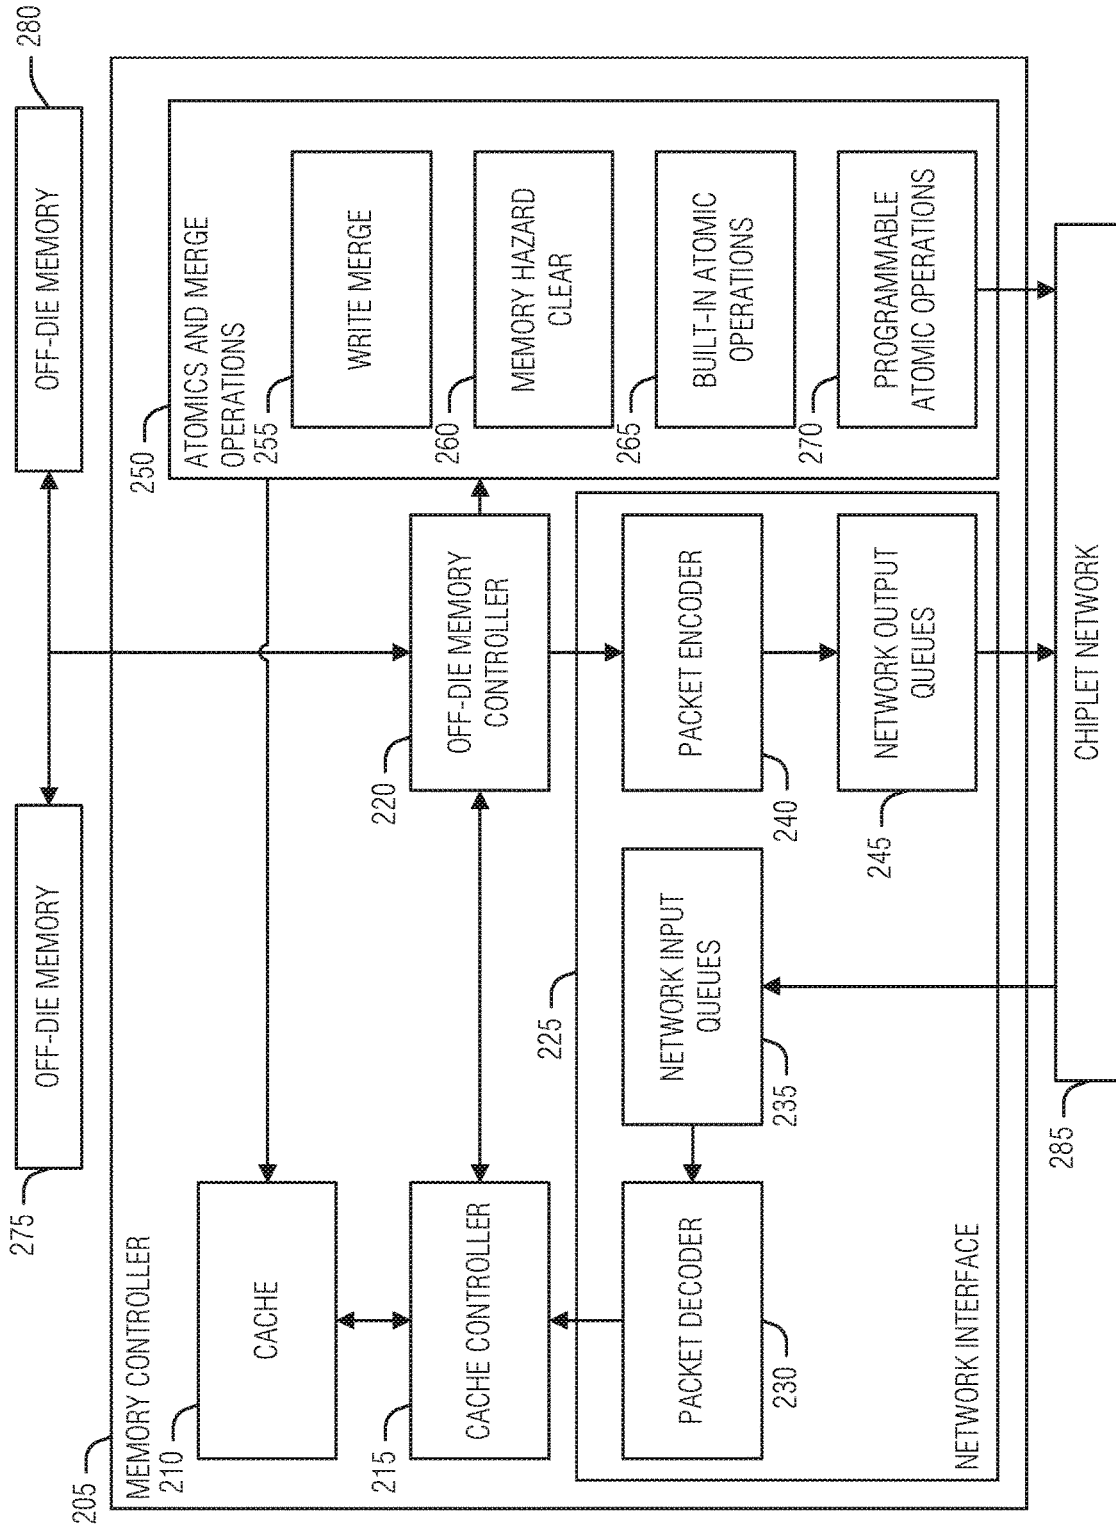 275
OFF-DIE MEMORY
OFF-DIE MEMORY
280
205
MEMORY CONTROLLER
210
CACHE
250
ATOMICS AND MERGE
OPERATIONS
255
WRITE MERGE
215
CACHE CONTROLLER
220
OFF-DIE MEMORY
CONTROLLER
260
MEMORY HAZARD
CLEAR
225
230
PACKET DECODER
235
NETWORK INPUT
QUEUES
240
PACKET ENCODER
265
BUILT-IN ATOMIC
OPERATIONS
245
NETWORK OUTPUT
QUEUES
270
PROGRAMMABLE
ATOMIC OPERATIONS
NETWORK INTERFACE
285
CHIPLET NETWORK